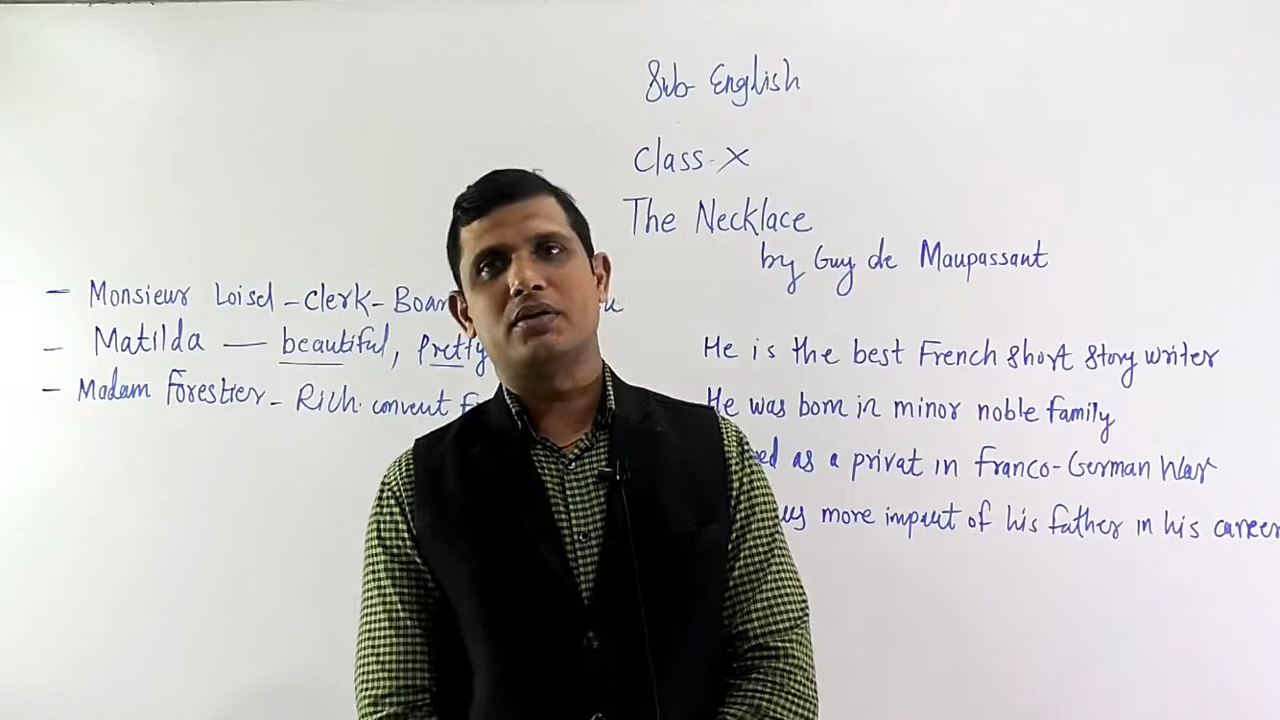 Sub- English
Class-X
The Necklace
by Guy de Maupassant
- Monsieur Loisel - Clerk - Boar
- Matilda — beautiful, Pretty
- Madam Forestier - Rich. convent
He is the best French short story writer
He was born in minor noble family
as a privat in Franco-German War
more impact of his father in his career